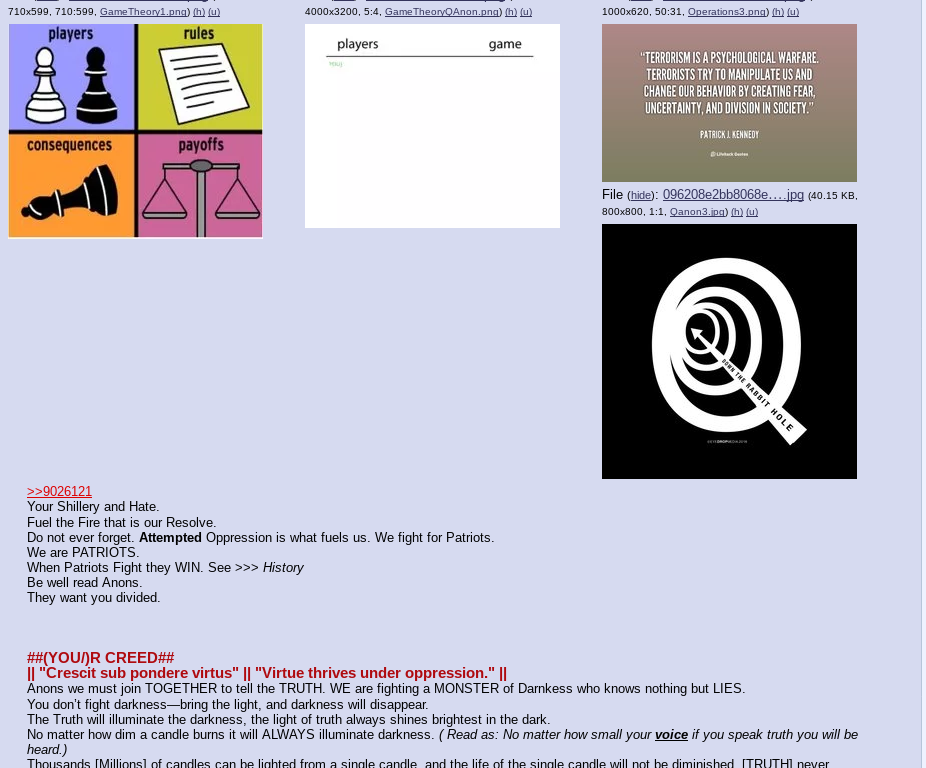 710x599, 710:599, GameTheory1.png) (h) (u)
4000x3200, 5:4, GameTheoryQAnon.png) (h) (u)
1000x620, 50:31, Operations3.png) (h) (u)
players
rules
consequences
payoffs
players game
"TERRORISM IS A PSYCHOLOGICAL WARFARE.
TERRORISTS TRY TO MANIPULATE US AND
CHANGE OUR BEHAVIOR BY CREATING FEAR,
UNCERTAINTY, AND DIVISION IN SOCIETY."
PATRICK J. KENNEDY
Lifehack Quotes
File (hide): 096208e2bb8068e….jpg (40.15 KB,
800x800, 1:1, Qanon3.jpg) (h) (u)
DOWN THE RABBIT HOLE
>>9026121
Your Shillery and Hate.
Fuel the Fire that is our Resolve.
Do not ever forget. Attempted Oppression is what fuels us. We fight for Patriots.
We are PATRIOTS.
When Patriots Fight they WIN. See >>> History
Be well read Anons.
They want you divided.
##(YOU/)R CREED##
|| "Crescit sub pondere virtus" || "Virtue thrives under oppression." ||
Anons we must join TOGETHER to tell the TRUTH. WE are fighting a MONSTER of Darnkess who knows nothing but LIES.
You don't fight darkness—bring the light, and darkness will disappear.
The Truth will illuminate the darkness, the light of truth always shines brightest in the dark.
No matter how dim a candle burns it will ALWAYS illuminate darkness. ( Read as: No matter how small your voice if you speak truth you will be
heard.)
Thousands [Millions] of candles can be lighted from a single candle, and the life of the single candle will not be diminished. [TRUTH] never